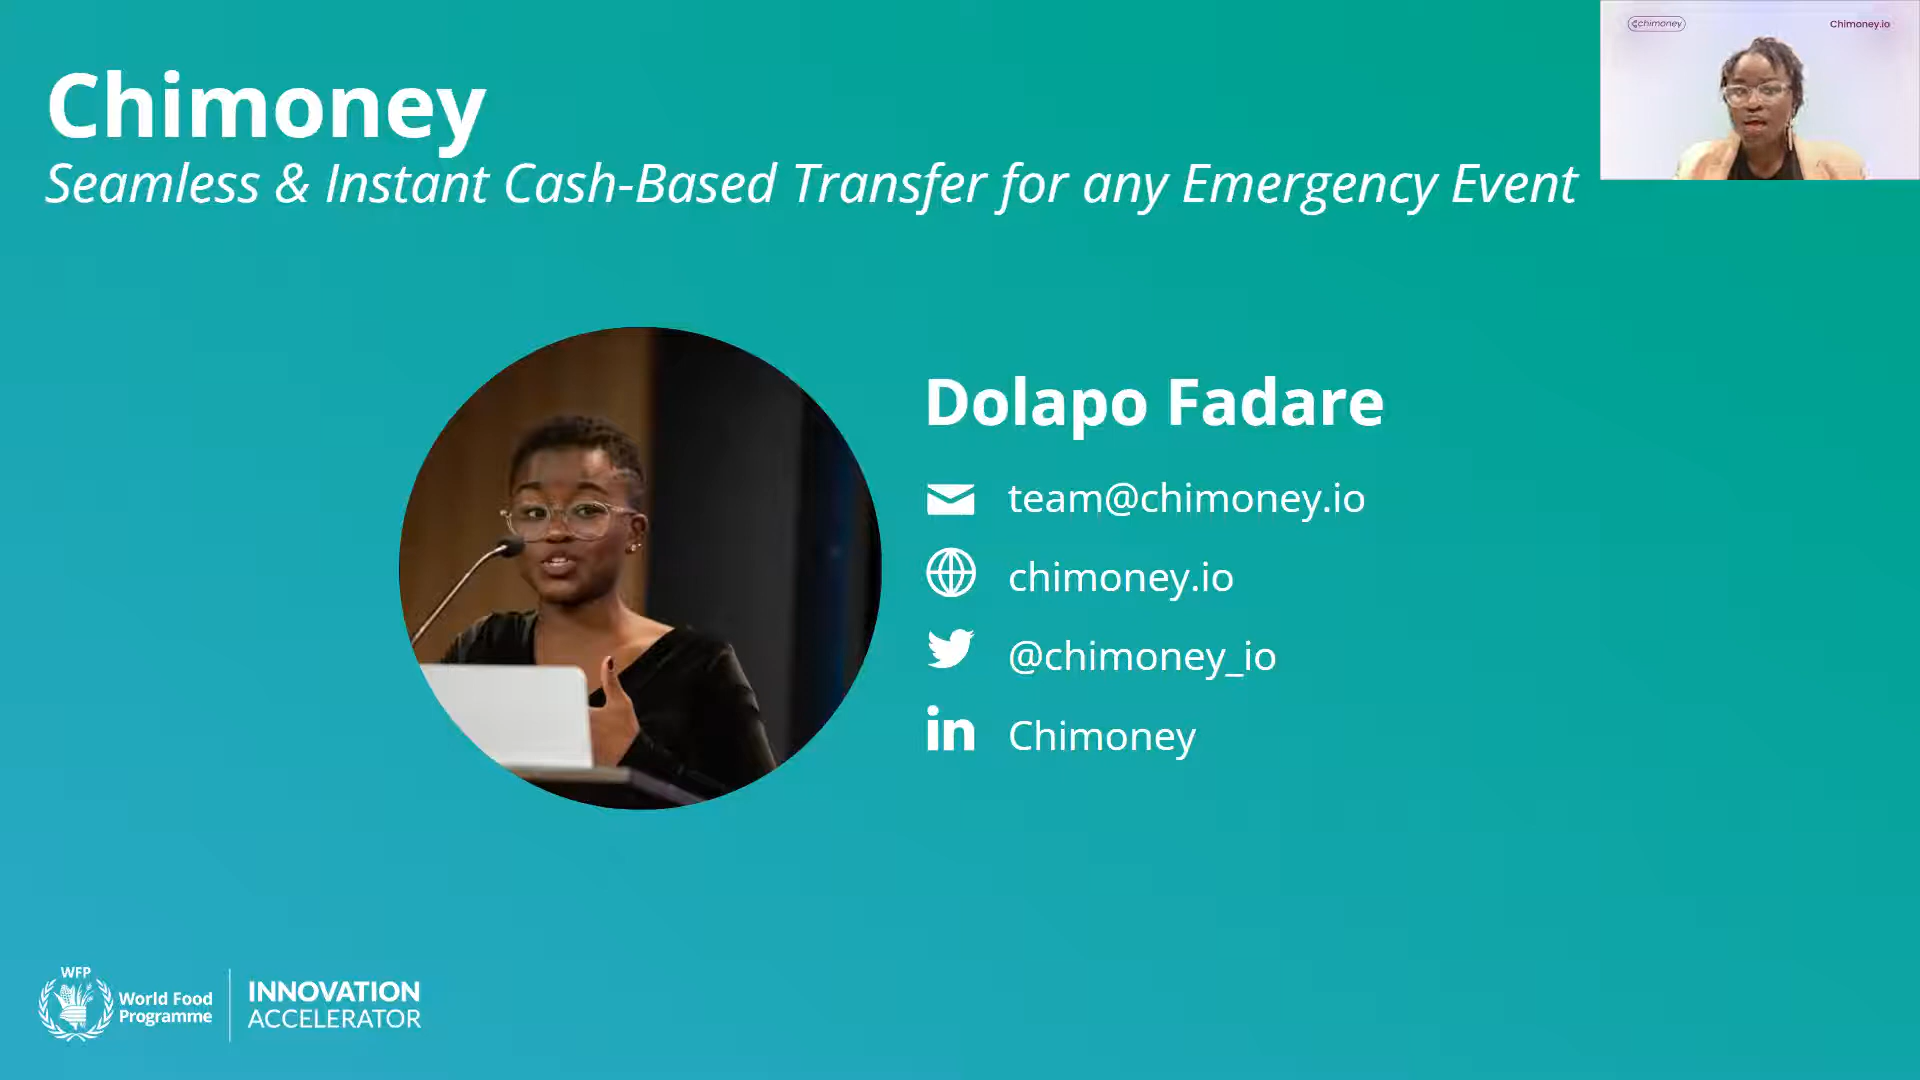 Chimoney
Seamless & Instant Cash-Based Transfer for any Emergency Event
chimoney
Chimoney.io
Dolapo Fadare
team@chimoney.io
chimoney.io
@chimoney_io
in Chimoney
WFP
World Food
Programme
INNOVATION
ACCELERATOR